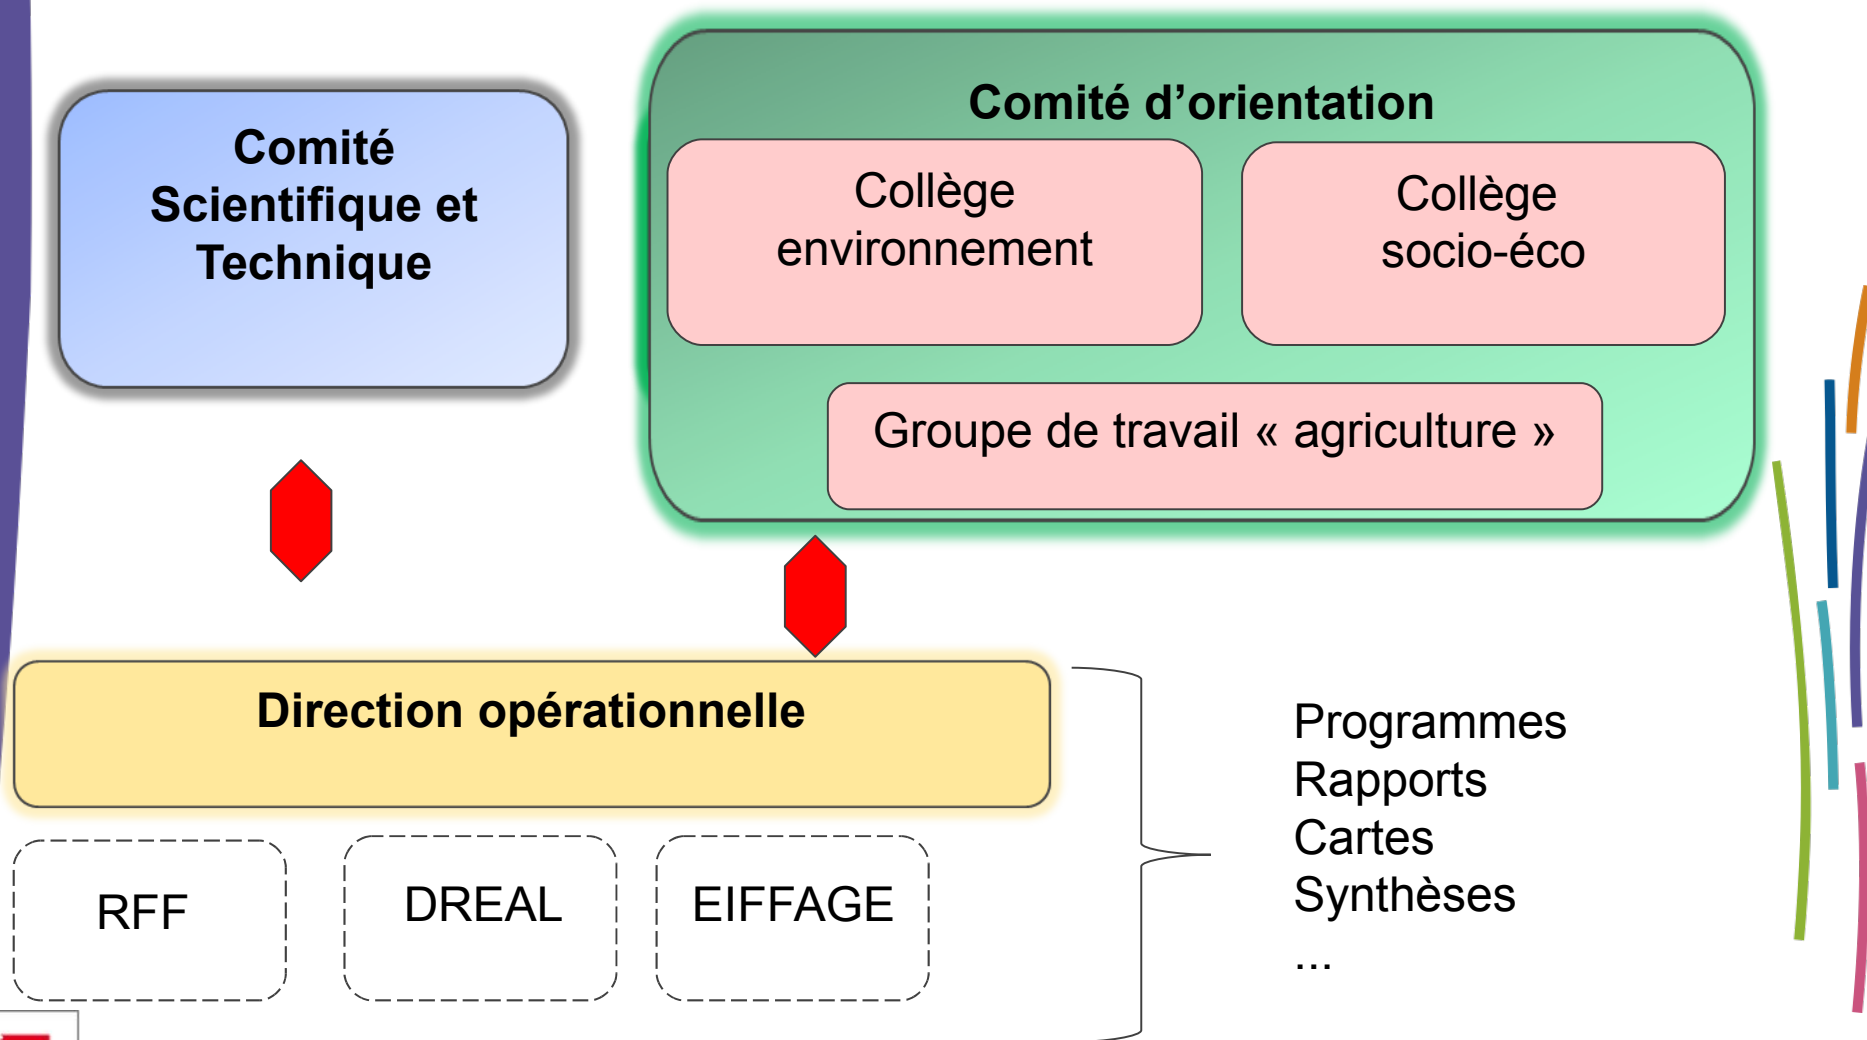 Comité
Scientifique et
Technique
Comité d’orientation
Collège
environnement
Collège
socio-éco
Groupe de travail « agriculture »
Direction opérationnelle
RFF
DREAL
EIFFAGE
Programmes
Rapports
Cartes
Synthèses
...